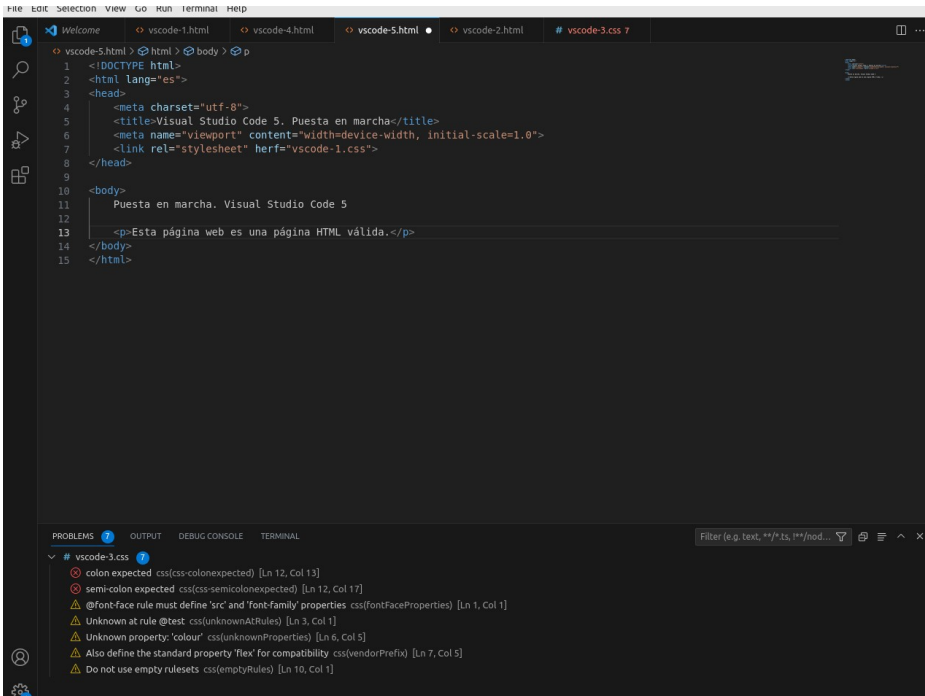 File Edit Selection View Go Run Terminal Help
Welcome vscode-1.html vscode-4.html vscode-5.html vscode-2.html # vscode-3.css 7
vscode-5.html > html > body > p
1 <!DOCTYPE html>
2 <html lang="es">
3 <head>
4 <meta charset="utf-8">
5 <title>Visual Studio Code 5. Puesta en marcha</title>
6 <meta name="viewport" content="width=device-width, initial-scale=1.0">
7 <link rel="stylesheet" herf="vscode-1.css">
8 </head>
9
10 <body>
11 Puesta en marcha. Visual Studio Code 5
12
13 <p>Esta página web es una página HTML válida.</p>
14 </body>
15 </html>
PROBLEMS 7 OUTPUT DEBUG CONSOLE TERMINAL Filter (e.g. text, **/*.ts, !**/nod...
# vscode-3.css 7
colon expected css(css-colonexpected) [Ln 12, Col 13]
semi-colon expected css(css-semicolonexpected) [Ln 12, Col 17]
@font-face rule must define 'src' and 'font-family' properties css(fontFaceProperties) [Ln 1, Col 1]
Unknown at rule @test css(unknownAtRules) [Ln 3, Col 1]
Unknown property: 'colour' css(unknownProperties) [Ln 6, Col 5]
Also define the standard property 'flex' for compatibility css(vendorPrefix) [Ln 7, Col 5]
Do not use empty rulesets css(emptyRules) [Ln 10, Col 1]